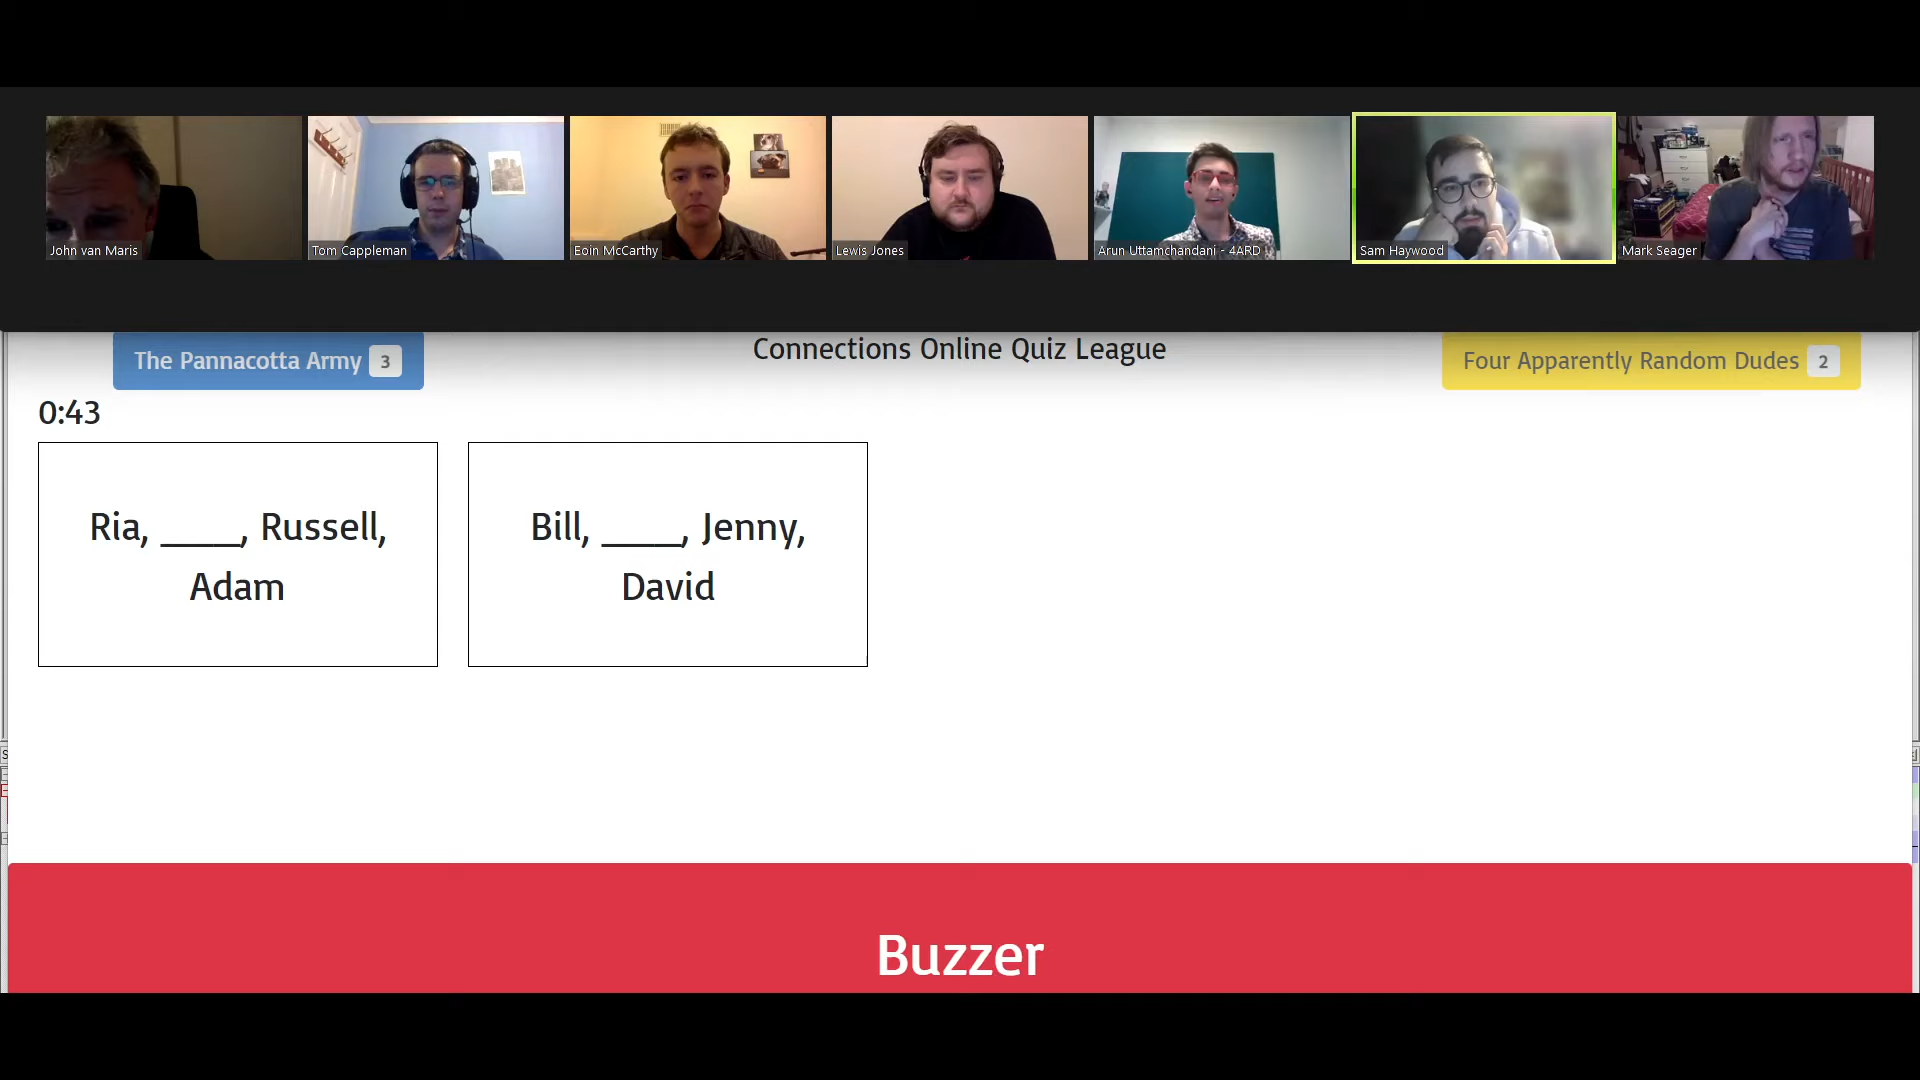 John van Maris
Tom Cappleman
Eoin McCarthy
Lewis Jones
Arun Uttamchandani - 4ARD
Sam Haywood
Mark Seager
The Pannacotta Army 3
Connections Online Quiz League
Four Apparently Random Dudes 2
0:43
Ria, ____, Russell,
Adam
Bill, ____, Jenny,
David
Buzzer